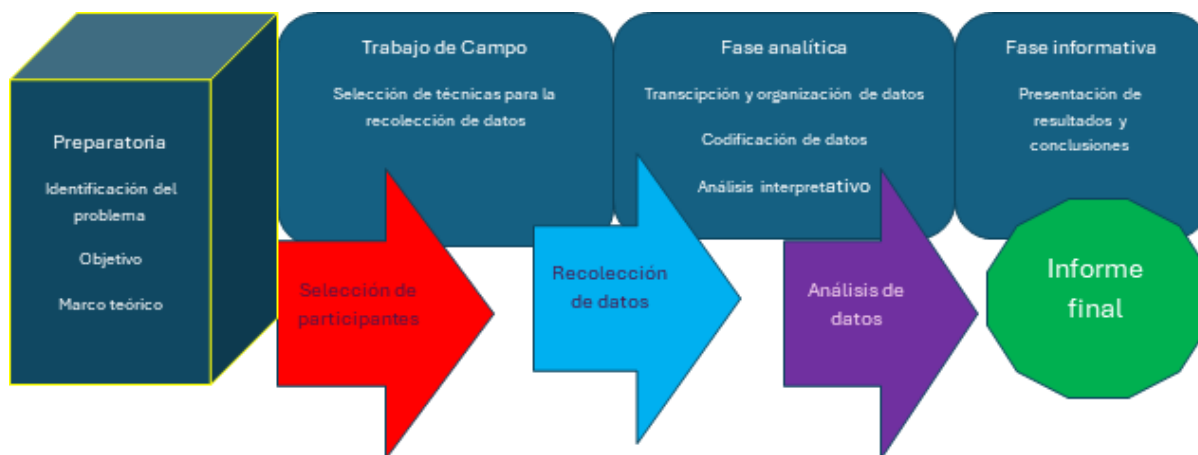 Preparatoria
Identificación del
problema
Objetivo
Marco teórico
Trabajo de Campo
Selección de técnicas para la
recolección de datos
Fase analítica
Transcipción y organización de datos
Codificación de datos
Análisis interpretativo
Fase informativa
Presentación de
resultados y
conclusiones
Selección de
participantes
Recolección
de datos
Análisis de
datos
Informe
final